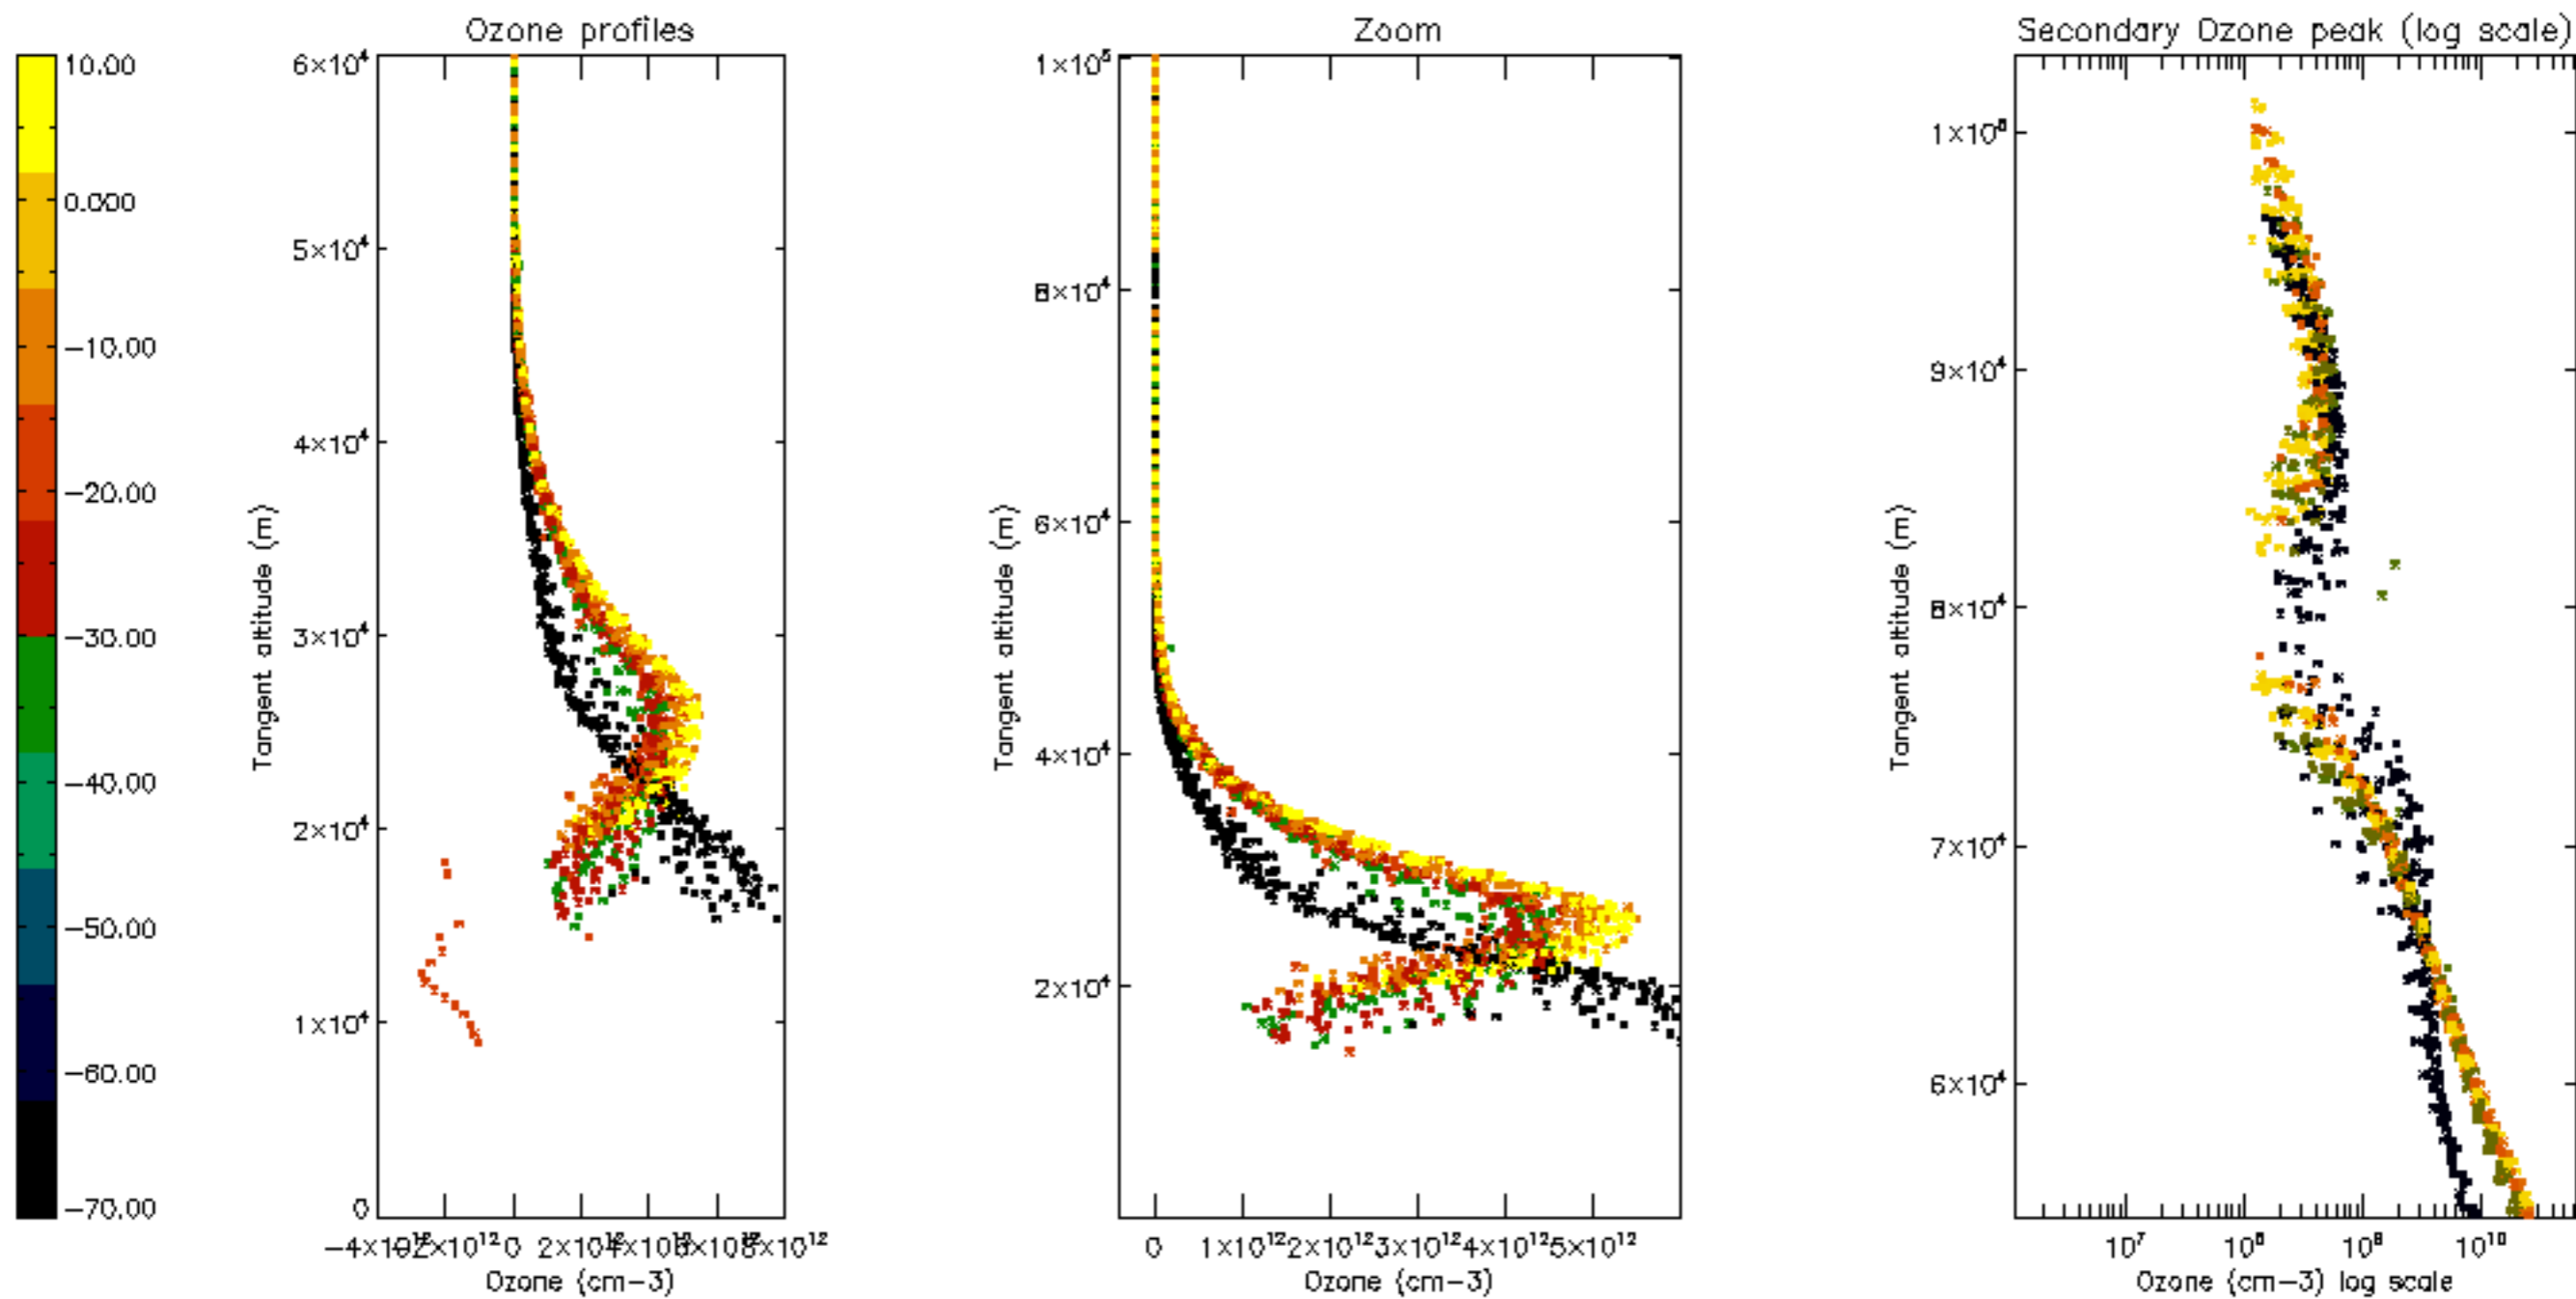 Ozone profiles
Zoom
Secondary Ozone peak (log scale)
10.00
0.000
−10.00
−20.00
−30.00
−40.00
−50.00
−60.00
−70.00
6×10⁴
5×10⁴
4×10⁴
3×10⁴
2×10⁴
1×10⁴
0
Tangent altitude (m)
0
Ozone (cm−3)
1×10⁵
8×10⁴
6×10⁴
4×10⁴
2×10⁴
Tangent altitude (m)
0 1×10¹² 2×10¹² 3×10¹² 4×10¹² 5×10¹²
Ozone (cm−3)
9×10⁴
8×10⁴
7×10⁴
6×10⁴
Tangent altitude (m)
10⁷ 10⁸ 10⁹ 10¹⁰
Ozone (cm−3) log scale